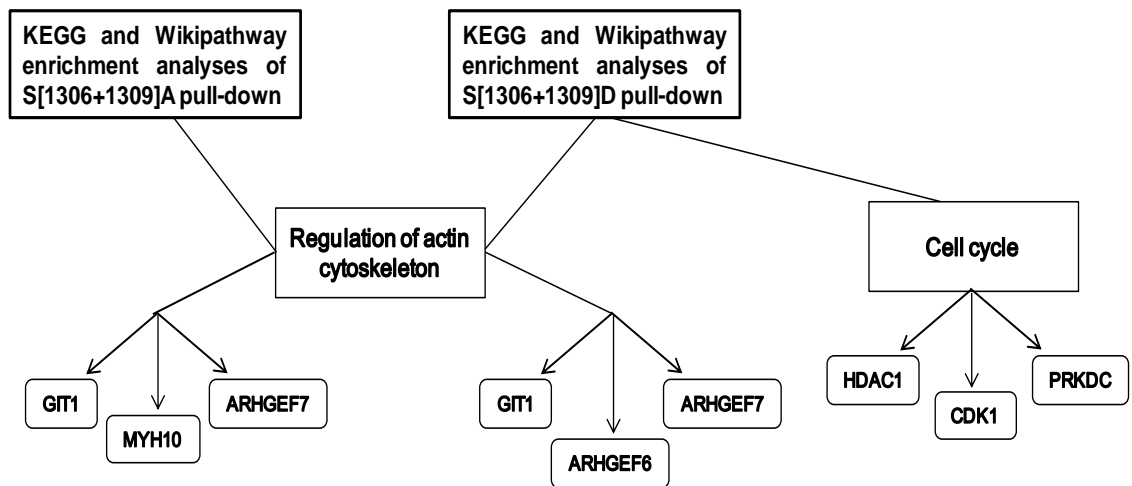 KEGG and Wikipathway
enrichment analyses of
S[1306+1309]A pull-down
KEGG and Wikipathway
enrichment analyses of
S[1306+1309]D pull-down
Regulation of actin
cytoskeleton
Cell cycle
GIT1
MYH10
ARHGEF7
GIT1
ARHGEF6
ARHGEF7
HDAC1
CDK1
PRKDC